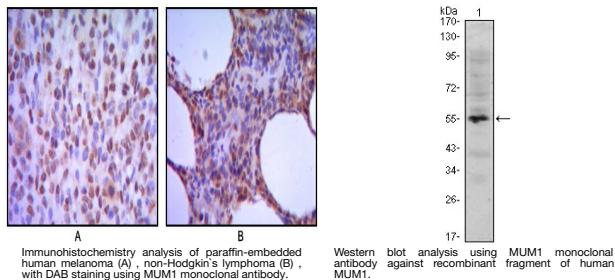 A
B
Immunohistochemistry analysis of paraffin-embedded
human melanoma (A) , non-Hodgkin`s lymphoma (B) ,
with DAB staining using MUM1 monoclonal antibody.
kDa
1
170-
130-
95-
72-
55-
43-
34-
26-
17-
←
Western blot analysis using MUM1 monoclonal
antibody against recombinant fragment of human
MUM1.